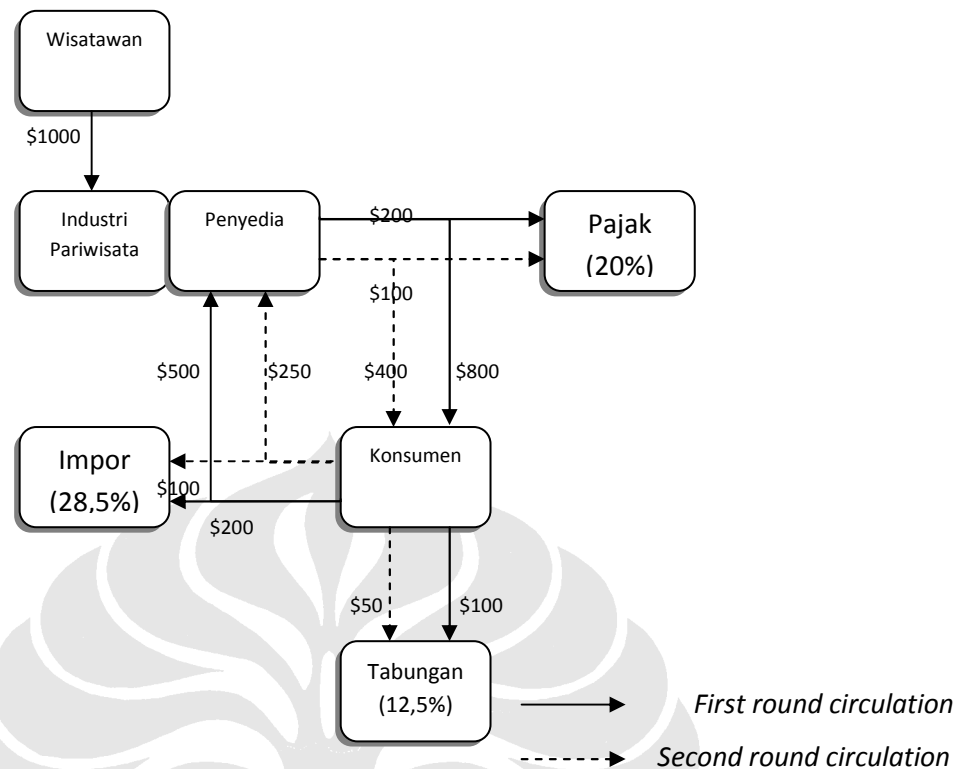 Wisatawan
$1000
Industri
Pariwisata
Penyedia
$200
Pajak
(20%)
$100
$500
$250
$400
$800
Impor
(28,5%)
Konsumen
$100
$200
$50
$100
Tabungan
(12,5%)
First round circulation
Second round circulation